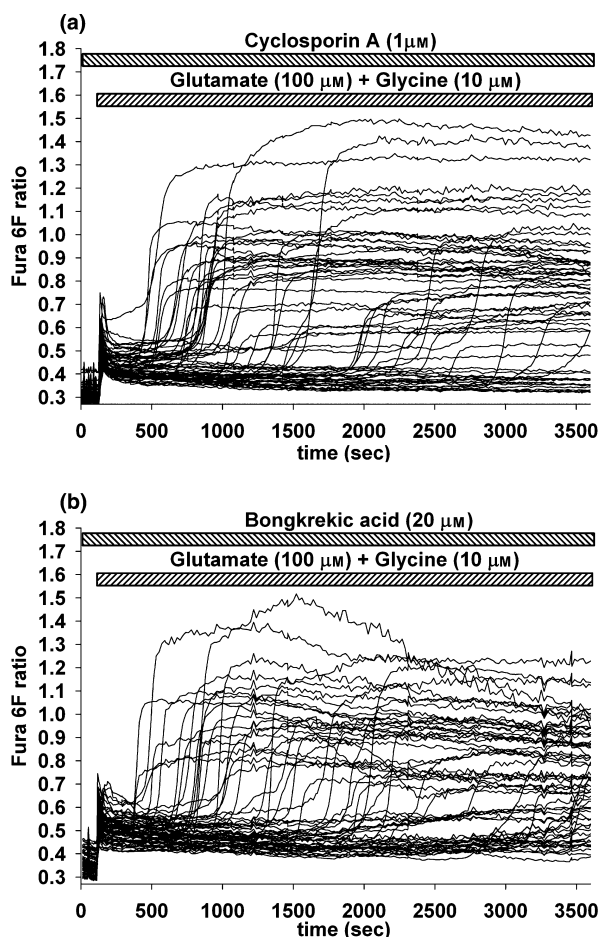 (a)
Cyclosporin A (1μM)
Glutamate (100 μM) + Glycine (10 μM)
Fura 6F ratio
1.8
1.7
1.6
1.5
1.4
1.3
1.2
1.1
1.0
0.9
0.8
0.7
0.6
0.5
0.4
0.3
0 500 1000 1500 2000 2500 3000 3500
time (sec)
(b)
Bongkrekic acid (20 μM)
Glutamate (100 μM) + Glycine (10 μM)
Fura 6F ratio
1.8
1.7
1.6
1.5
1.4
1.3
1.2
1.1
1.0
0.9
0.8
0.7
0.6
0.5
0.4
0.3
0 500 1000 1500 2000 2500 3000 3500
time (sec)